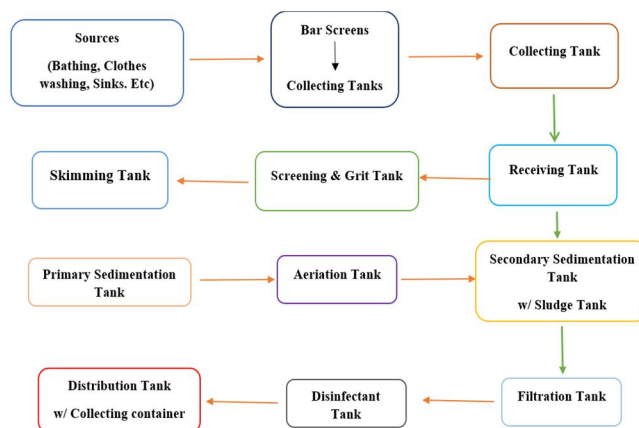 Sources
(Bathing, Clothes
washing, Sinks. Etc)
Bar Screens
Collecting Tanks
Collecting Tank
Skimming Tank
Screening & Grit Tank
Receiving Tank
Primary Sedimentation
Tank
Aeriation Tank
Secondary Sedimentation
Tank
w/ Sludge Tank
Distribution Tank
w/ Collecting container
Disinfectant
Tank
Filtration Tank